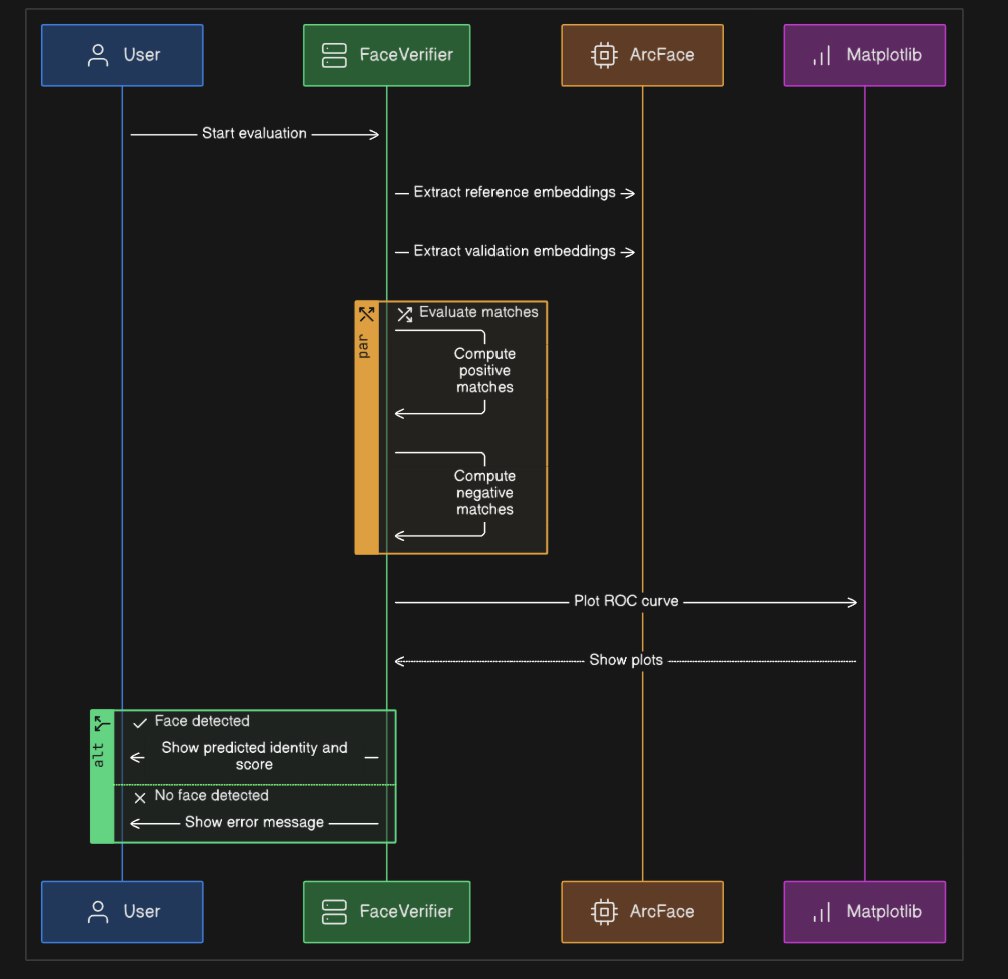 User
FaceVerifier
ArcFace
Matplotlib
Start evaluation
Extract reference embeddings
Extract validation embeddings
par
Evaluate matches
Compute
positive
matches
Compute
negative
matches
Plot ROC curve
Show plots
alt
Face detected
Show predicted identity and
score
No face detected
Show error message
User
FaceVerifier
ArcFace
Matplotlib